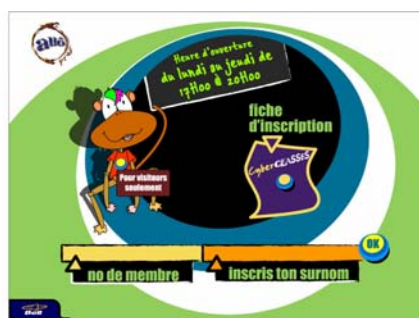 allô
Heure d'ouverture
du lundi au jeudi de
17H00 à 20H00
fiche
d'inscription
CyberCLASSES
Pour visiteurs
seulement
OK
no de membre
inscris ton surnom